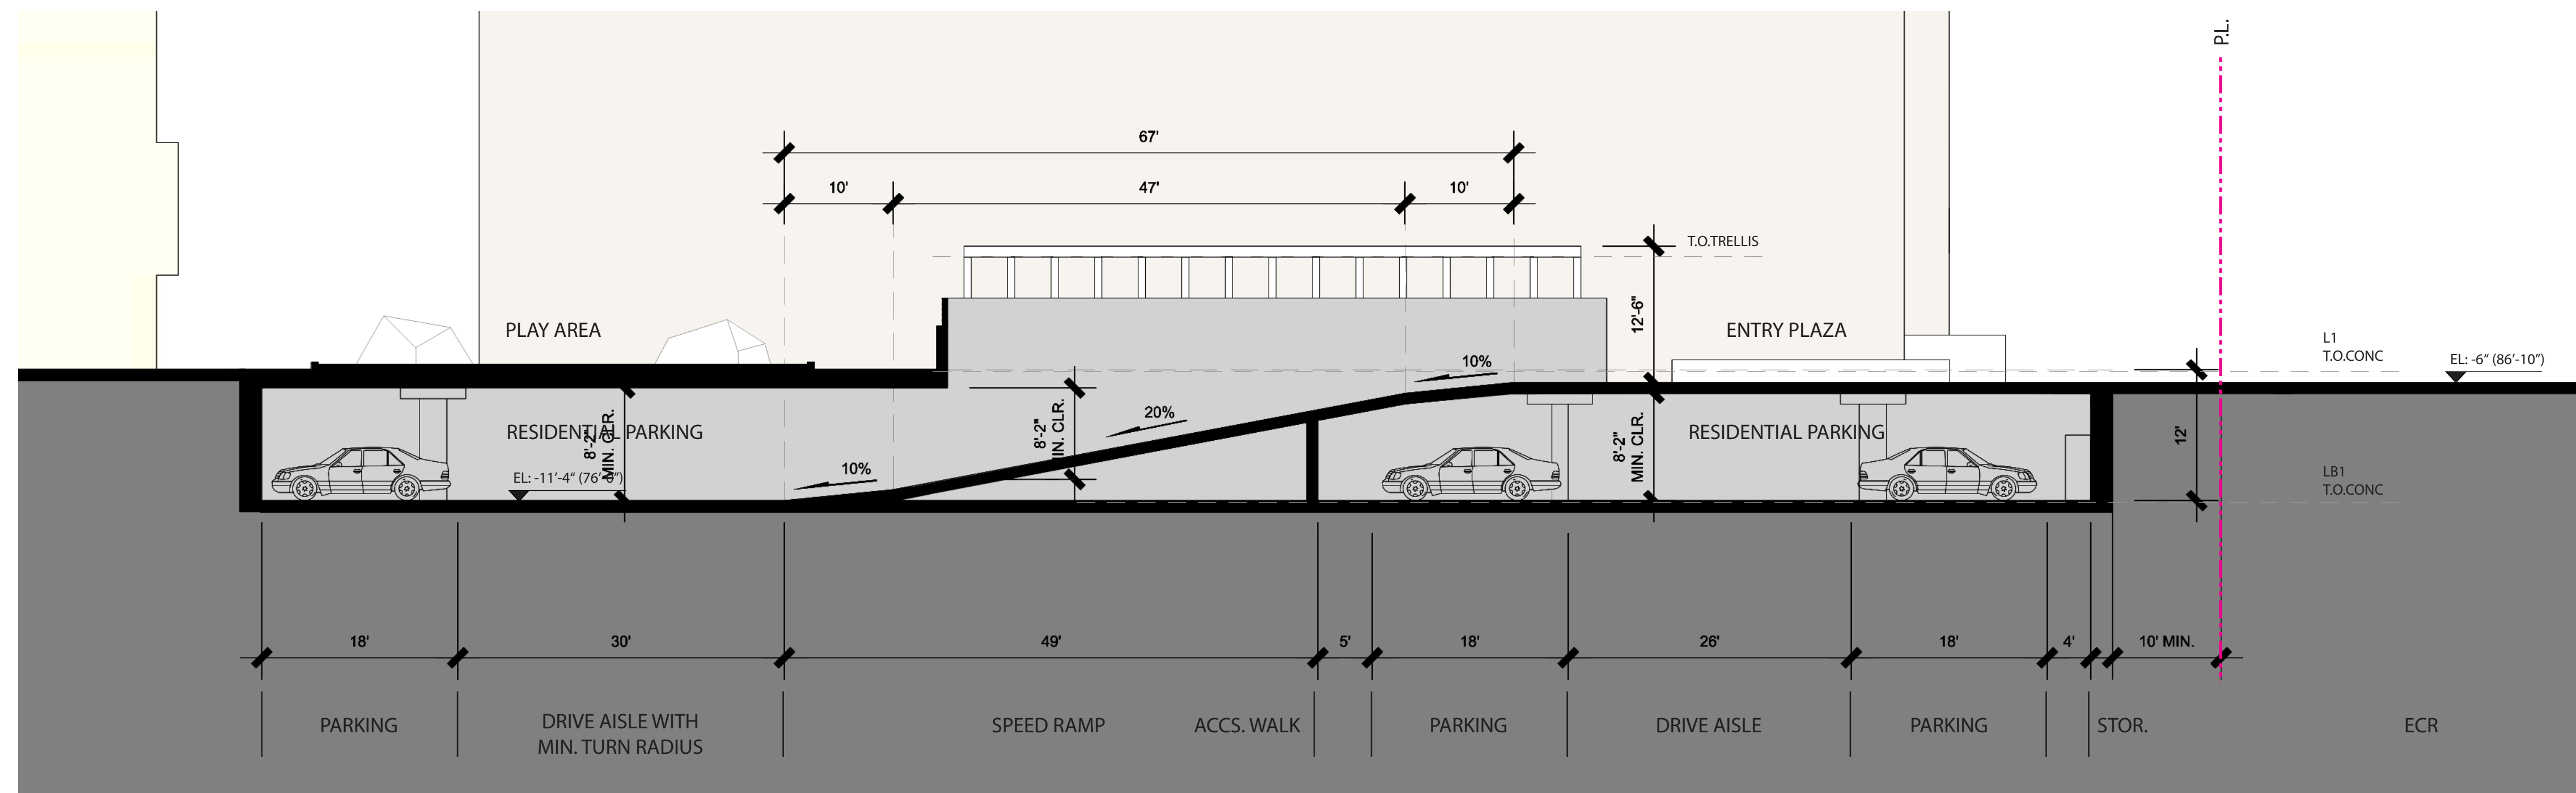 P.L.
67'
10'
47'
10'
T.O.TRELLIS
12'-6"
PLAY AREA
ENTRY PLAZA
L1
T.O.CONC
EL: -6“ (86’-10”)
10%
20%
10%
8'-2"
MIN. CLR.
8'-2"
MIN. CLR.
8'-2"
MIN. CLR.
RESIDENTIAL PARKING
RESIDENTIAL PARKING
12'
EL: -11’-4“
LB1
T.O.CONC
18'
30'
49'
5'
18'
26'
18'
4'
10' MIN.
PARKING
DRIVE AISLE WITH
MIN. TURN RADIUS
SPEED RAMP
ACCS. WALK
PARKING
DRIVE AISLE
PARKING
STOR.
ECR